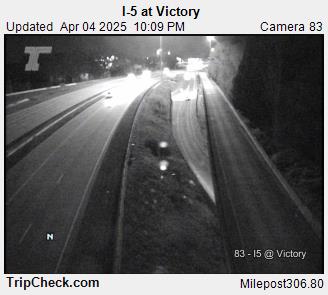 I-5 at Victory
Updated Apr 04 2025 10:09 PM Camera 83
T
N
83 - I5 @ Victory
TripCheck.com Milepost306.80